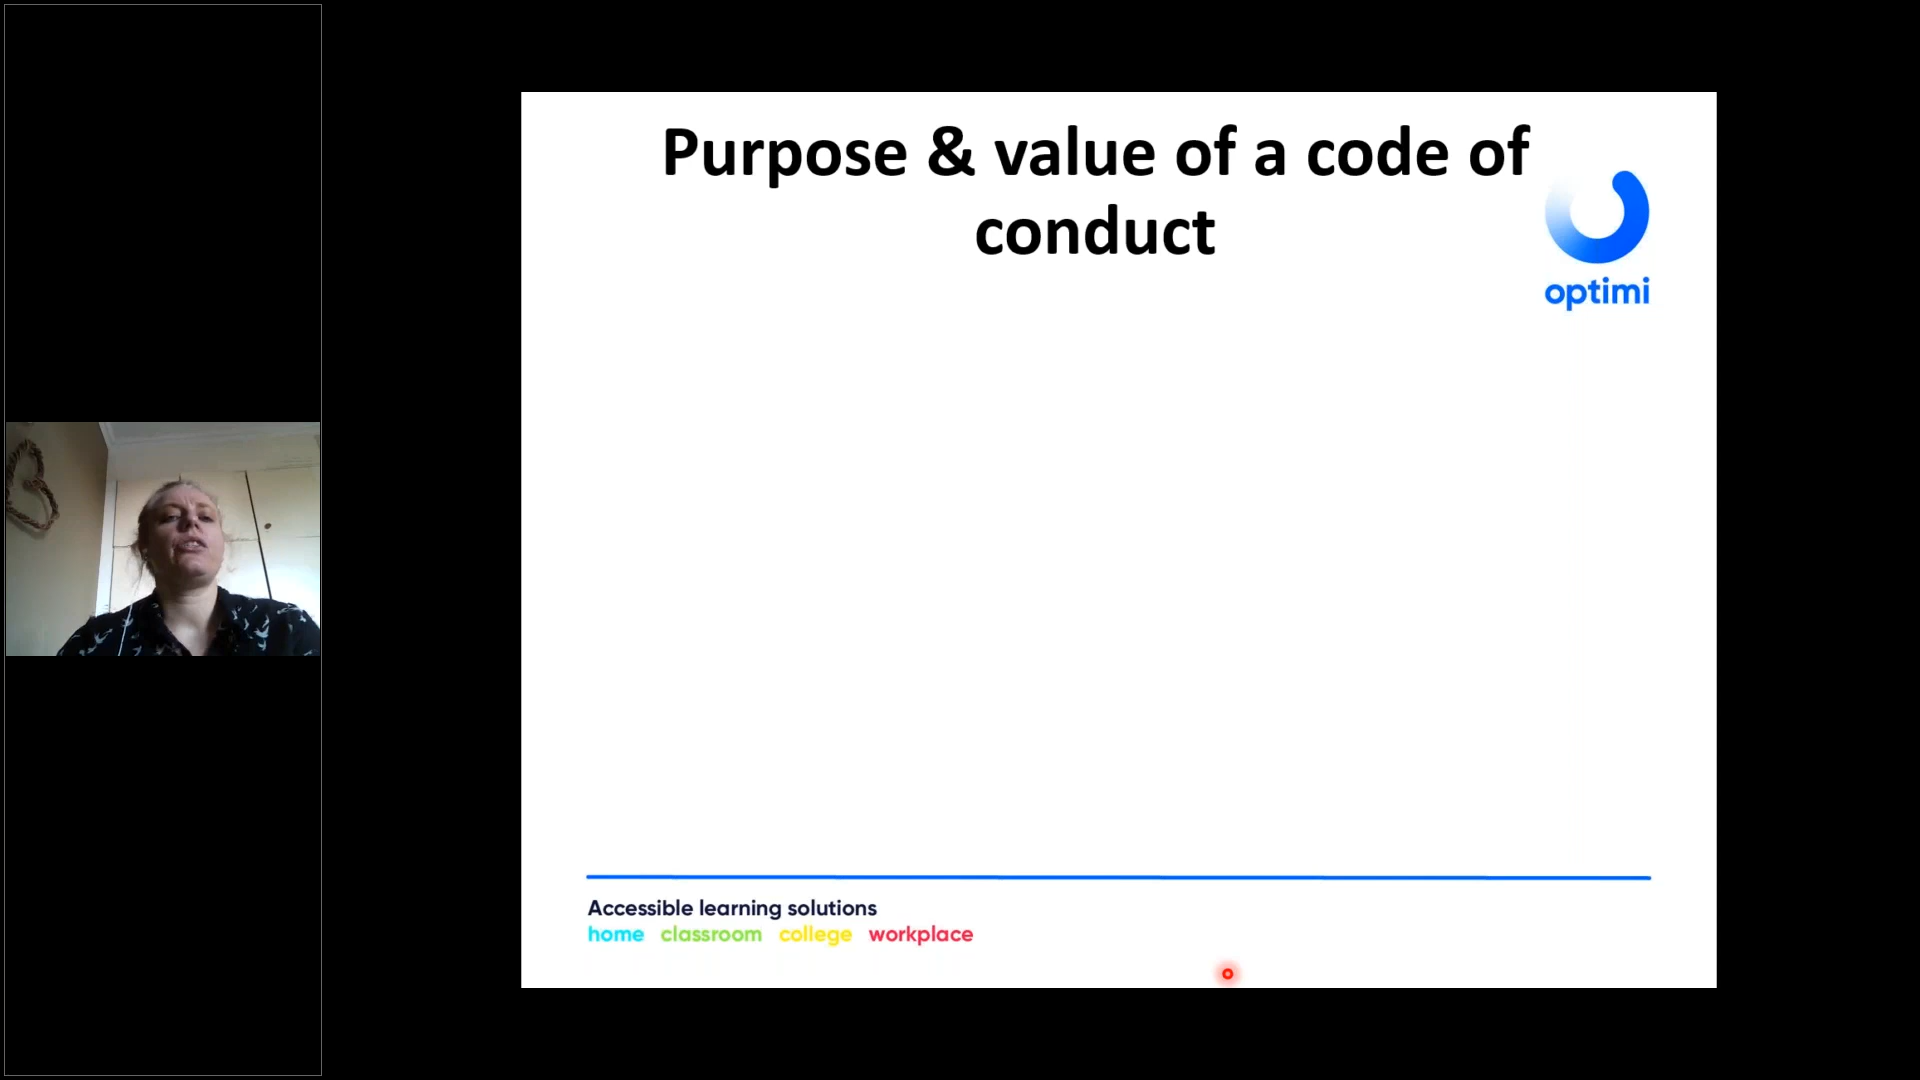 Purpose & value of a code of
conduct
optimi
Accessible learning solutions
home classroom college workplace